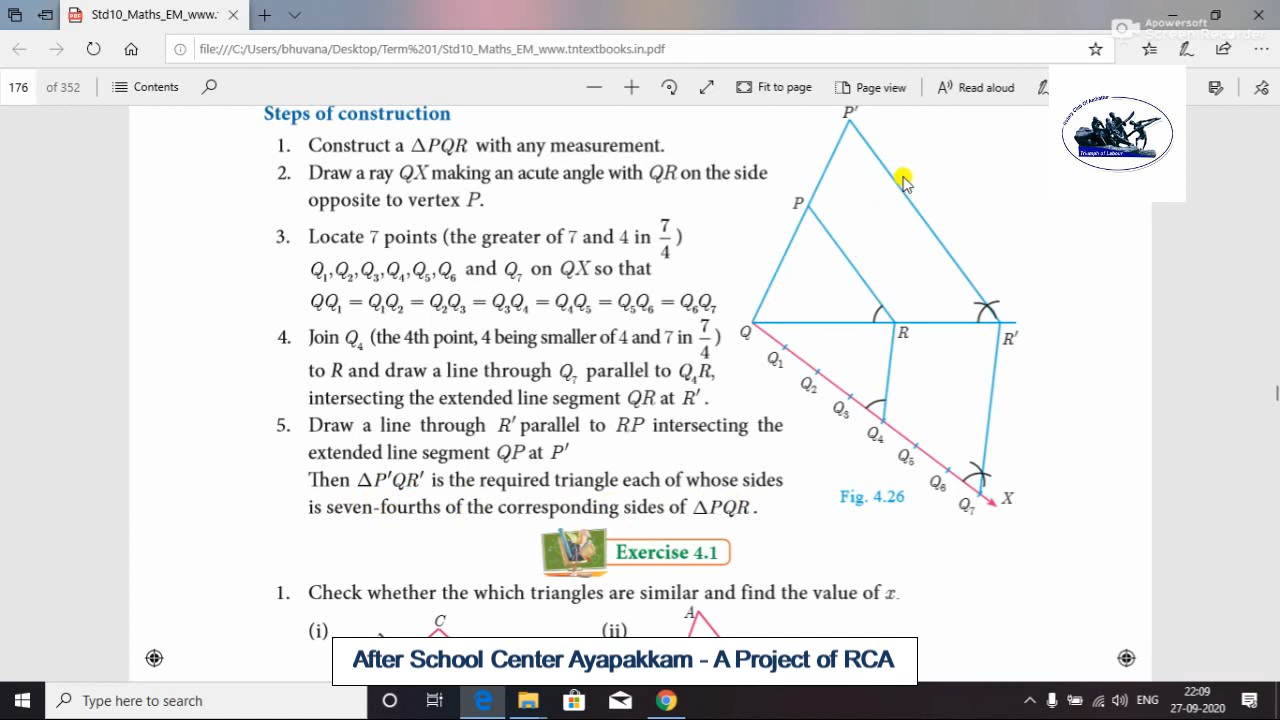 Std10_Maths_EM_www.
Apowersoft
Screen Recorder
file:///C:/Users/bhuvana/Desktop/Term%201/Std10_Maths_EM_www.tntextbooks.in.pdf
176 of 352 Contents Fit to page Page view Read aloud
Rotary Club Of Ambattur
Triumph of Labour
Steps of construction
1. Construct a ΔPQR with any measurement.
2. Draw a ray QX making an acute angle with QR on the side
opposite to vertex P.
3. Locate 7 points (the greater of 7 and 4 in 7/4)
Q₁, Q₂, Q₃, Q₄, Q₅, Q₆ and Q₇ on QX so that
QQ₁ = Q₁Q₂ = Q₂Q₃ = Q₃Q₄ = Q₄Q₅ = Q₅Q₆ = Q₆Q₇
4. Join Q₄ (the 4th point, 4 being smaller of 4 and 7 in 7/4)
to R and draw a line through Q₇ parallel to Q₄R,
intersecting the extended line segment QR at R′.
5. Draw a line through R′ parallel to RP intersecting the
extended line segment QP at P′
Then ΔP′QR′ is the required triangle each of whose sides
is seven-fourths of the corresponding sides of ΔPQR.
P′
P
Q
R
R′
Q₁
Q₂
Q₃
Q₄
Q₅
Q₆
Q₇
X
Fig. 4.26
Exercise 4.1
1. Check whether the which triangles are similar and find the value of x.
(i)
C
(ii)
A
After School Center Ayapakkam - A Project of RCA
Type here to search
ENG
22:09
27-09-2020